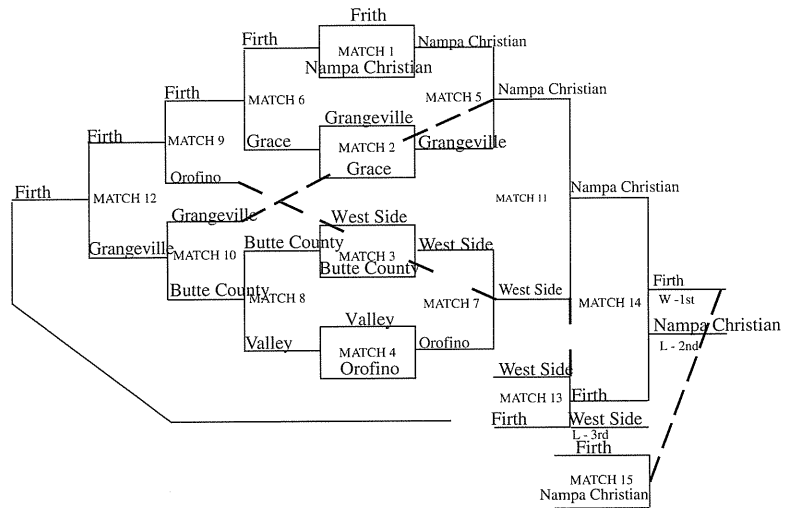 Frith
Firth
MATCH 1
Nampa Christian
Nampa Christian
Nampa Christian
Firth
MATCH 6
MATCH 5
Grangeville
Firth
MATCH 9
Grace
MATCH 2
Grangeville
Grace
Orofino
Firth
MATCH 12
MATCH 11
Nampa Christian
Grangeville
West Side
Grangeville
MATCH 10
Butte County
MATCH 3
West Side
Butte County
Butte County
MATCH 8
MATCH 7
West Side
MATCH 14
Firth
W -1st
Valley
Nampa Christian
Valley
MATCH 4
Orofino
L - 2nd
Orofino
West Side
MATCH 13
Firth
Firth
West Side
L - 3rd
Firth
MATCH 15
Nampa Christian